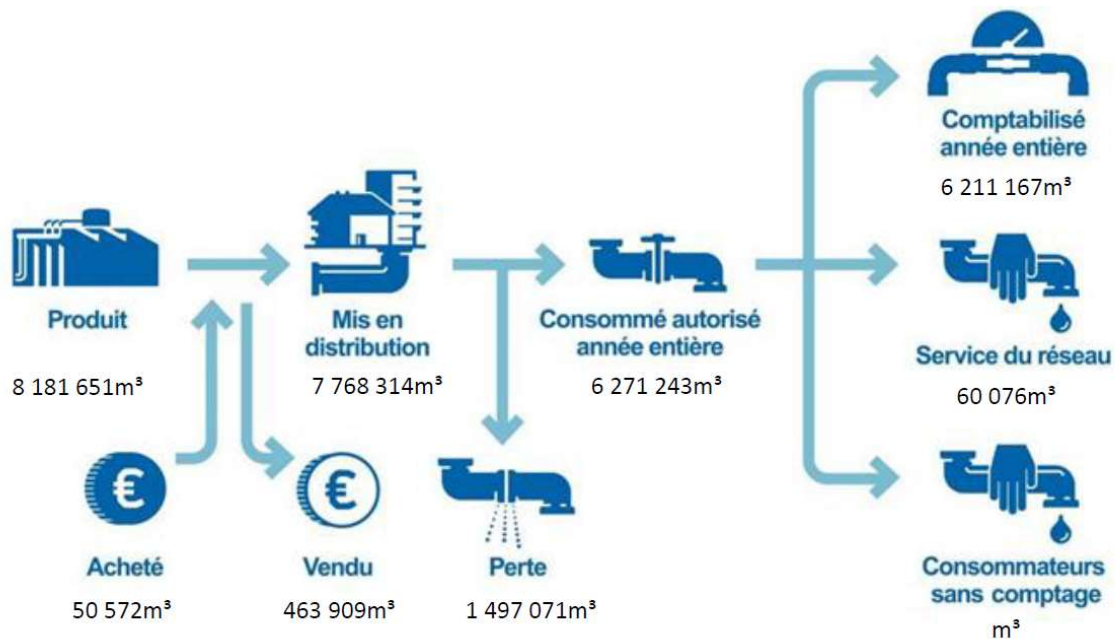 Comptabilisé
année entière
6 211 167m³
Produit
8 181 651m³
Mis en
distribution
7 768 314m³
Consommé autorisé
année entière
6 271 243m³
Service du réseau
60 076m³
€
Acheté
50 572m³
€
Vendu
463 909m³
Perte
1 497 071m³
Consommateurs
sans comptage
m³